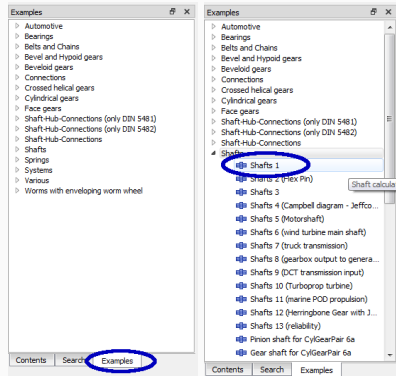 Examples
Automotive
Bearings
Belts and Chains
Bevel and Hypoid gears
Beveloid gears
Connections
Crossed helical gears
Cylindrical gears
Face gears
Shaft-Hub-Connections (only DIN 5481)
Shaft-Hub-Connections (only DIN 5482)
Shaft-Hub-Connections
Shafts
Springs
Systems
Various
Worms with enveloping worm wheel
Contents Search Examples
Examples
Automotive
Bearings
Belts and Chains
Bevel and Hypoid gears
Beveloid gears
Connections
Crossed helical gears
Cylindrical gears
Face gears
Shaft-Hub-Connections (only DIN 5481)
Shaft-Hub-Connections (only DIN 5482)
Shaft-Hub-Connections
Shafts
Shafts 1
Shafts 2 (Flex Pin)
Shaft calcula
Shafts 3
Shafts 4 (Campbell diagram - Jeffco...
Shafts 5 (Motorshaft)
Shafts 6 (wind turbine main shaft)
Shafts 7 (truck transmission)
Shafts 8 (gearbox output to genera...
Shafts 9 (DCT transmission input)
Shafts 10 (Turboprop turbine)
Shafts 11 (marine POD propulsion)
Shafts 12 (Herringbone Gear with J...
Shafts 13 (reliability)
Pinion shaft for CylGearPair 6a
Gear shaft for CylGearPair 6a
Contents Search Examples